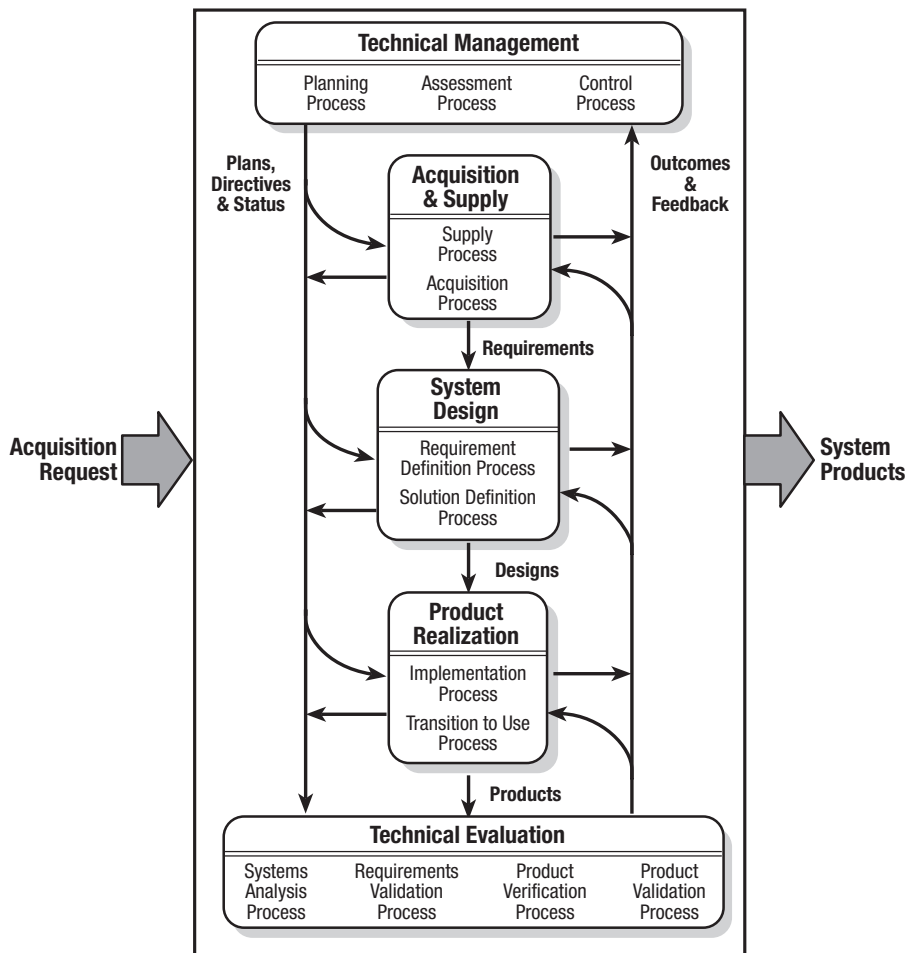 Technical Management
Planning
Process
Assessment
Process
Control
Process
Plans,
Directives
& Status
Outcomes
&
Feedback
Acquisition
& Supply
Supply
Process
Acquisition
Process
Requirements
System
Design
Requirement
Definition Process
Solution Definition
Process
Acquisition
Request
System
Products
Designs
Product
Realization
Implementation
Process
Transition to Use
Process
Products
Technical Evaluation
Systems
Analysis
Process
Requirements
Validation
Process
Product
Verification
Process
Product
Validation
Process